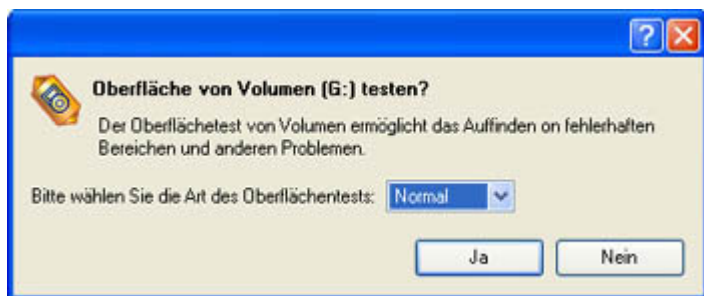 ?
Oberfläche von Volumen (G:) testen?
Der Oberflächetest von Volumen ermöglicht das Auffinden on fehlerhaften
Bereichen und anderen Problemen.
Bitte wählen Sie die Art des Oberflächentests: Normal
Ja Nein